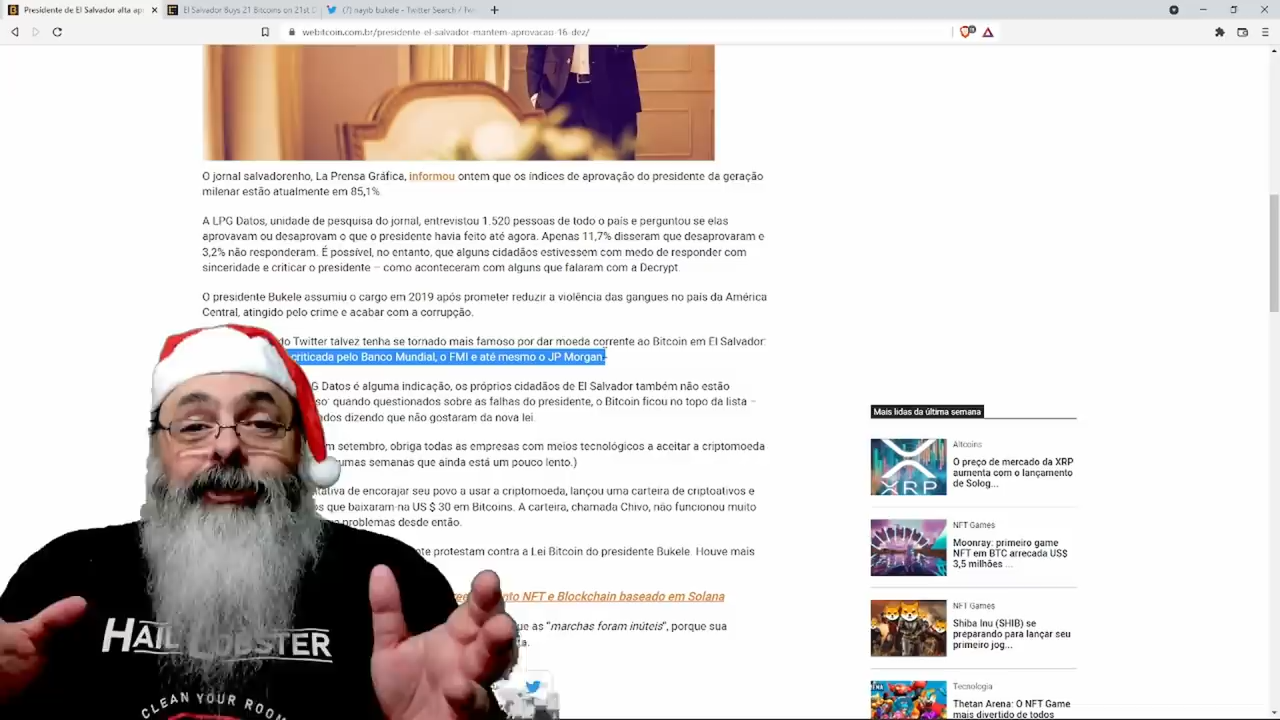 Presidente de El Salvador alta ap
El Salvador Buys 21 Bitcoins on 21st D
(7) nayib bukele - Twitter Search / Tw
webitcoin.com.br/presidente-el-salvador-mantem-aprovacao-16-dez/
O jornal salvadorenho, La Prensa Gráfica, informou ontem que os índices de aprovação do presidente da geração
milenar estão atualmente em 85,1%.
A LPG Datos, unidade de pesquisa do jornal, entrevistou 1.520 pessoas de todo o país e perguntou se elas
aprovavam ou desaprovam o que o presidente havia feito até agora. Apenas 11,7% disseram que desaprovaram e
3,2% não responderam. É possível, no entanto, que alguns cidadãos estivessem com medo de responder com
sinceridade e criticar o presidente – como aconteceram com alguns que falaram com a Decrypt.
O presidente Bukele assumiu o cargo em 2019 após prometer reduzir a violência das gangues no país da América
Central, atingido pelo crime e acabar com a corrupção.
do Twitter talvez tenha se tornado mais famoso por dar moeda corrente ao Bitcoin em El Salvador:
criticada pelo Banco Mundial, o FMI e até mesmo o JP Morgan.
G Datos é alguma indicação, os próprios cidadãos de El Salvador também não estão
so: quando questionados sobre as falhas do presidente, o Bitcoin ficou no topo da lista –
ados dizendo que não gostaram da nova lei.
m setembro, obriga todas as empresas com meios tecnológicos a aceitar a criptomoeda
umas semanas que ainda está um pouco lento.)
tativa de encorajar seu povo a usar a criptomoeda, lançou uma carteira de criptoativos e
os que baixaram-na US $ 30 em Bitcoins. A carteira, chamada Chivo, não funcionou muito
problemas desde então.
te protestam contra a Lei Bitcoin do presidente Bukele. Houve mais
nto NFT e Blockchain baseado em Solana
ue as “marchas foram inúteis”, porque sua
Mais lidas da última semana
Altcoins
O preço de mercado da XRP
aumenta com o lançamento
de Solog...
XRP
NFT Games
Moonray: primeiro game
NFT em BTC arrecada US$
3,5 milhões ...
NFT Games
Shiba Inu (SHIB) se
preparando para lançar seu
primeiro jog...
Tecnologia
Thetan Arena: O NFT Game
mais divertido de todos
HAIL LOBSTER
CLEAN YOUR ROOM